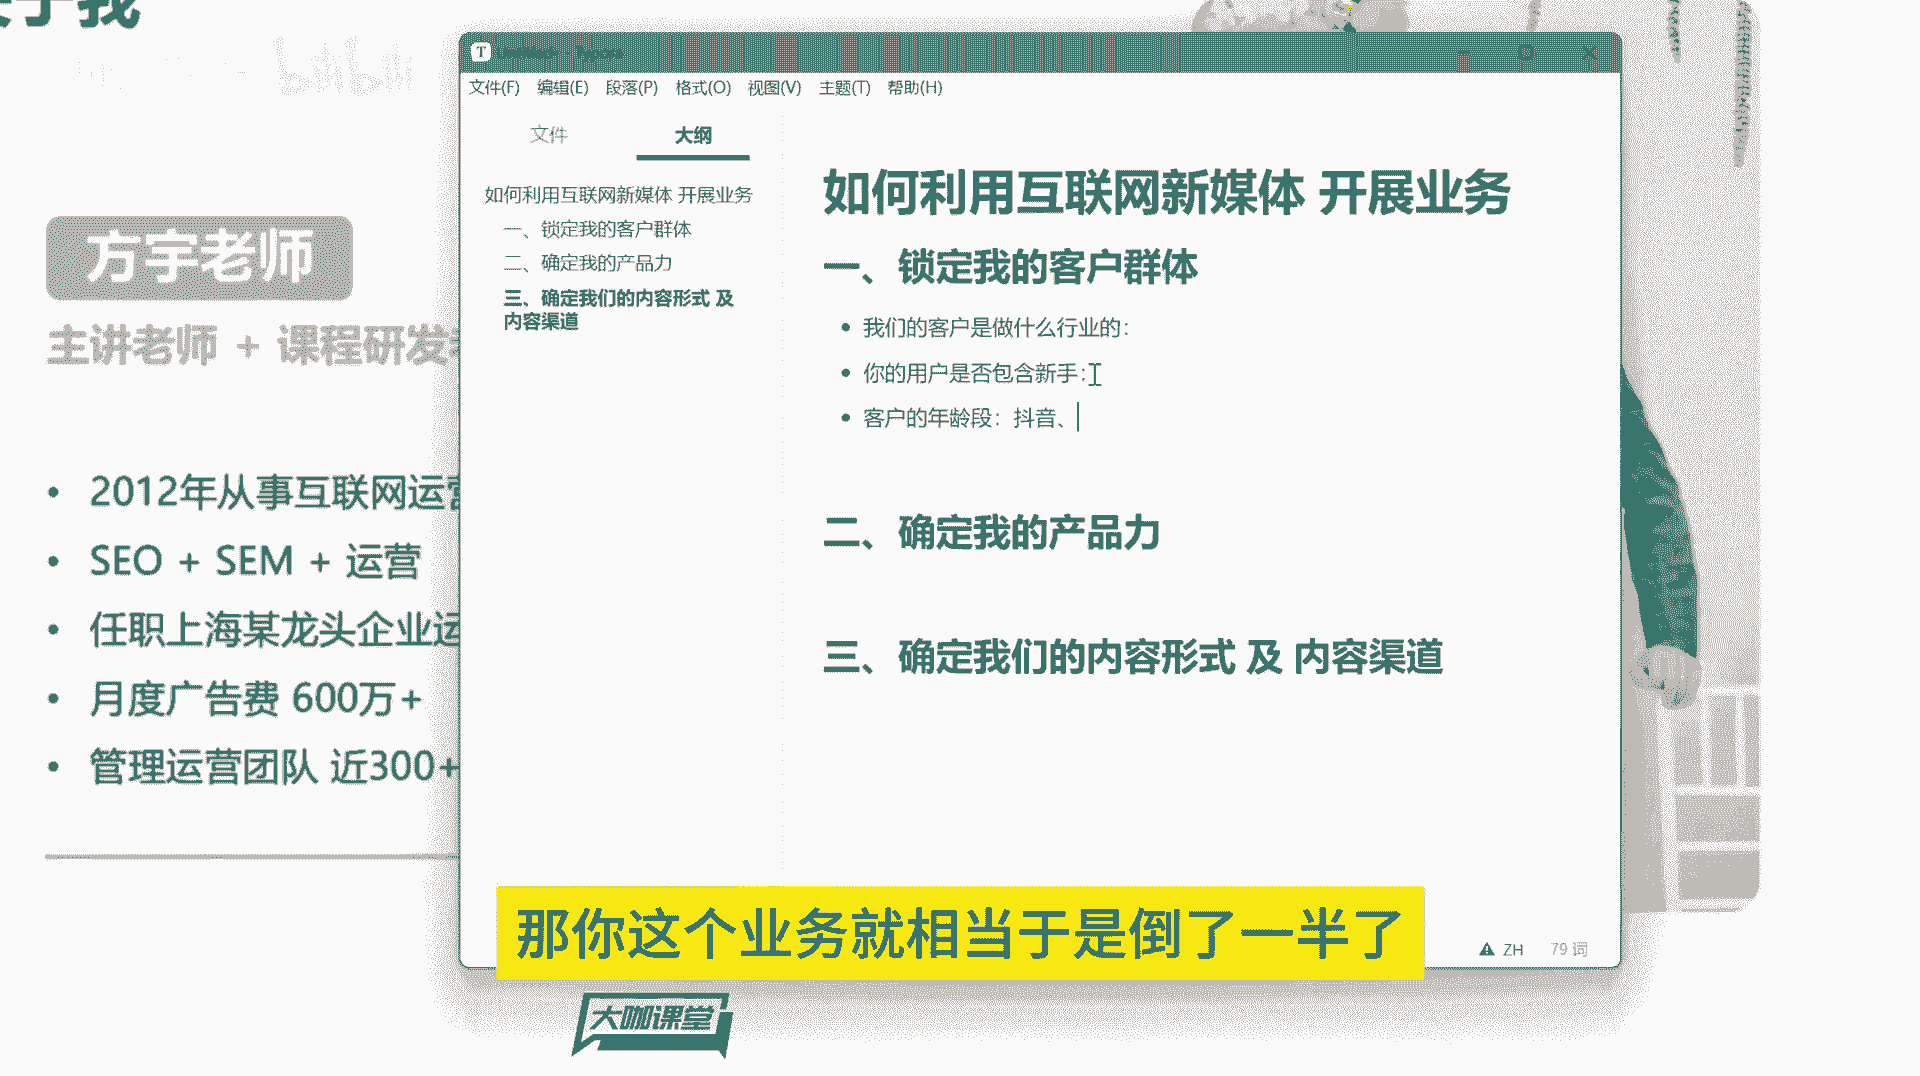 于我
bilibili
方宇老师
主讲老师 + 课程研发
2012年从事互联网运营
SEO + SEM + 运营
任职上海某龙头企业运
月度广告费 600万+
管理运营团队 近300+
文件(F) 编辑(E) 段落(P) 格式(O) 视图(V) 主题(T) 帮助(H)
文件 大纲
如何利用互联网新媒体 开展业务
一、锁定我的客户群体
二、确定我的产品力
三、确定我们的内容形式 及
内容渠道
如何利用互联网新媒体 开展业务
一、锁定我的客户群体
我们的客户是做什么行业的：
你的用户是否包含新手：
客户的年龄段：抖音、
二、确定我的产品力
三、确定我们的内容形式 及 内容渠道
ZH 79 词
那你这个业务就相当于是倒了一半了
大咖课堂